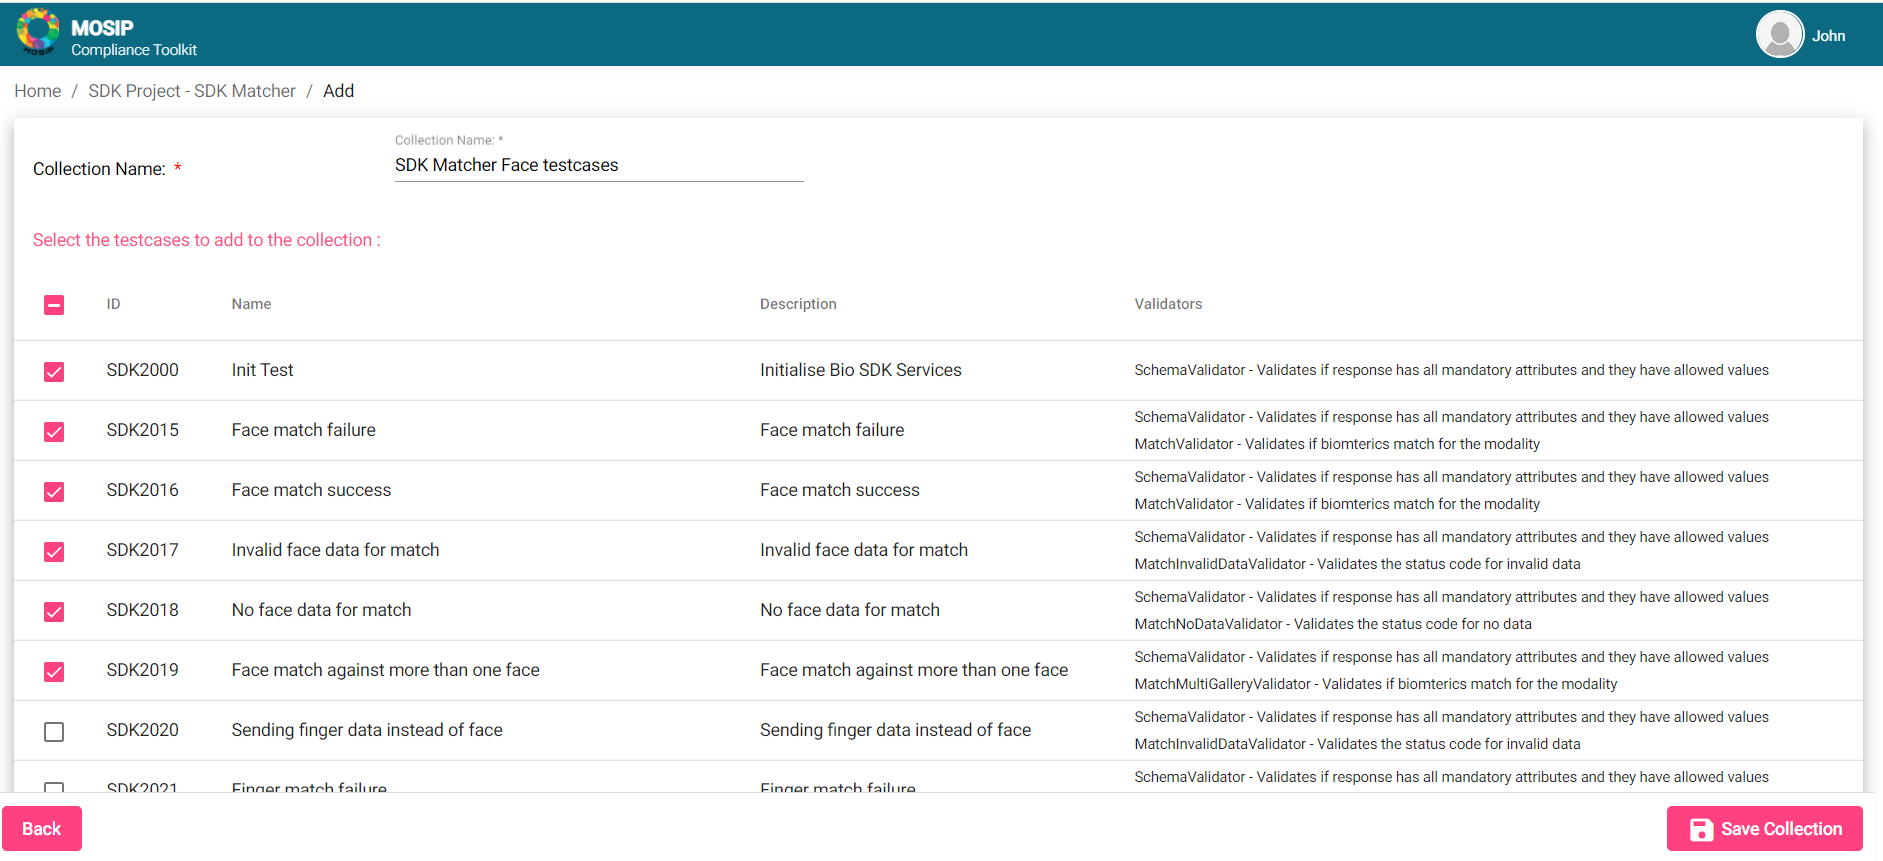 MOSIP
Compliance Toolkit
MOSIP
John
Home / SDK Project - SDK Matcher / Add
Collection Name: *
Collection Name: *
SDK Matcher Face testcases
Select the testcases to add to the collection :
ID Name Description Validators
SDK2000 Init Test Initialise Bio SDK Services SchemaValidator - Validates if response has all mandatory attributes and they have allowed values
SDK2015 Face match failure Face match failure SchemaValidator - Validates if response has all mandatory attributes and they have allowed values
MatchValidator - Validates if biomterics match for the modality
SDK2016 Face match success Face match success SchemaValidator - Validates if response has all mandatory attributes and they have allowed values
MatchValidator - Validates if biomterics match for the modality
SDK2017 Invalid face data for match Invalid face data for match SchemaValidator - Validates if response has all mandatory attributes and they have allowed values
MatchInvalidDataValidator - Validates the status code for invalid data
SDK2018 No face data for match No face data for match SchemaValidator - Validates if response has all mandatory attributes and they have allowed values
MatchNoDataValidator - Validates the status code for no data
SDK2019 Face match against more than one face Face match against more than one face SchemaValidator - Validates if response has all mandatory attributes and they have allowed values
MatchMultiGalleryValidator - Validates if biomterics match for the modality
SDK2020 Sending finger data instead of face Sending finger data instead of face SchemaValidator - Validates if response has all mandatory attributes and they have allowed values
MatchInvalidDataValidator - Validates the status code for invalid data
SDK2021 Finger match failure Finger match failure SchemaValidator - Validates if response has all mandatory attributes and they have allowed values
Back
Save Collection